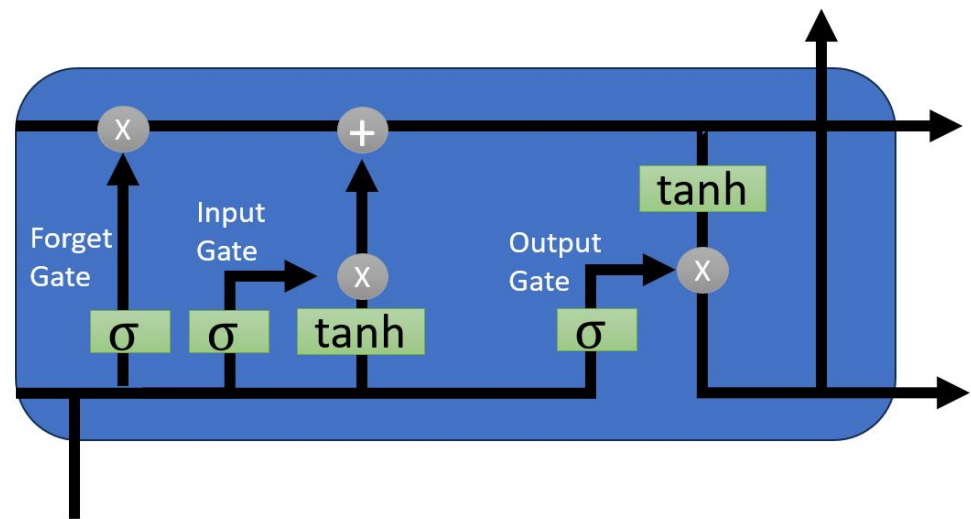 X
+
tanh
Input
Gate
Forget
Gate
Output
Gate
X
X
σ
σ
tanh
σ